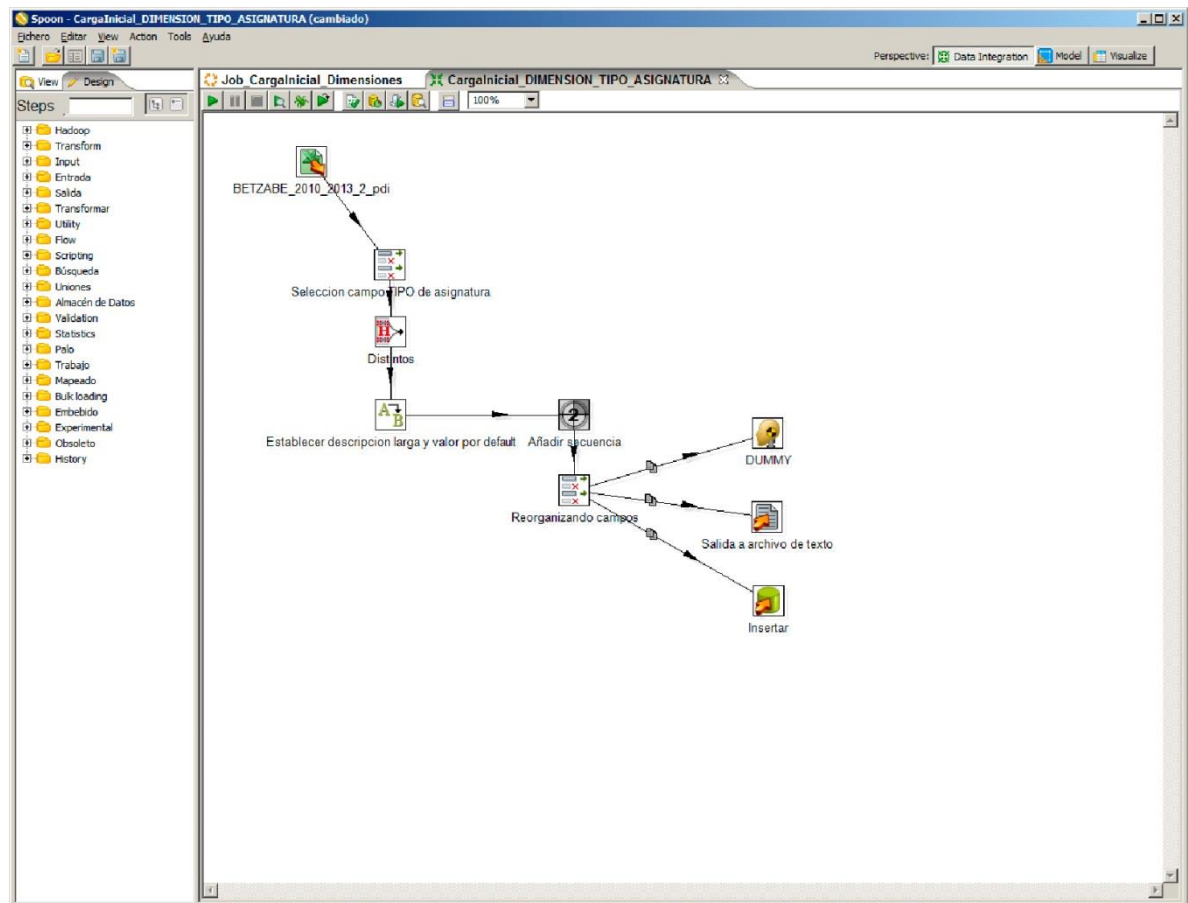 Spoon - CargaInicial_DIMENSION_TIPO_ASIGNATURA (cambiado)
Fichero Editar View Action Tools Ayuda
Perspective: Data Integration Model Visualize
View Design
Job_CargaInicial_Dimensiones CargaInicial_DIMENSION_TIPO_ASIGNATURA
Steps
100%
Hadoop
Transform
Input
Entrada
Salida
Transformar
Utility
Flow
Scripting
Búsqueda
Uniones
Almacén de Datos
Validation
Statistics
Palo
Trabajo
Mapeado
Bulk loading
Embebido
Experimental
Obsoleto
History
BETZABE_2010_2013_2_pdi
Seleccion campo TIPO de asignatura
Distintos
Establecer descripcion larga y valor por default
Añadir secuencia
DUMMY
Reorganizando campos
Salida a archivo de texto
Insertar